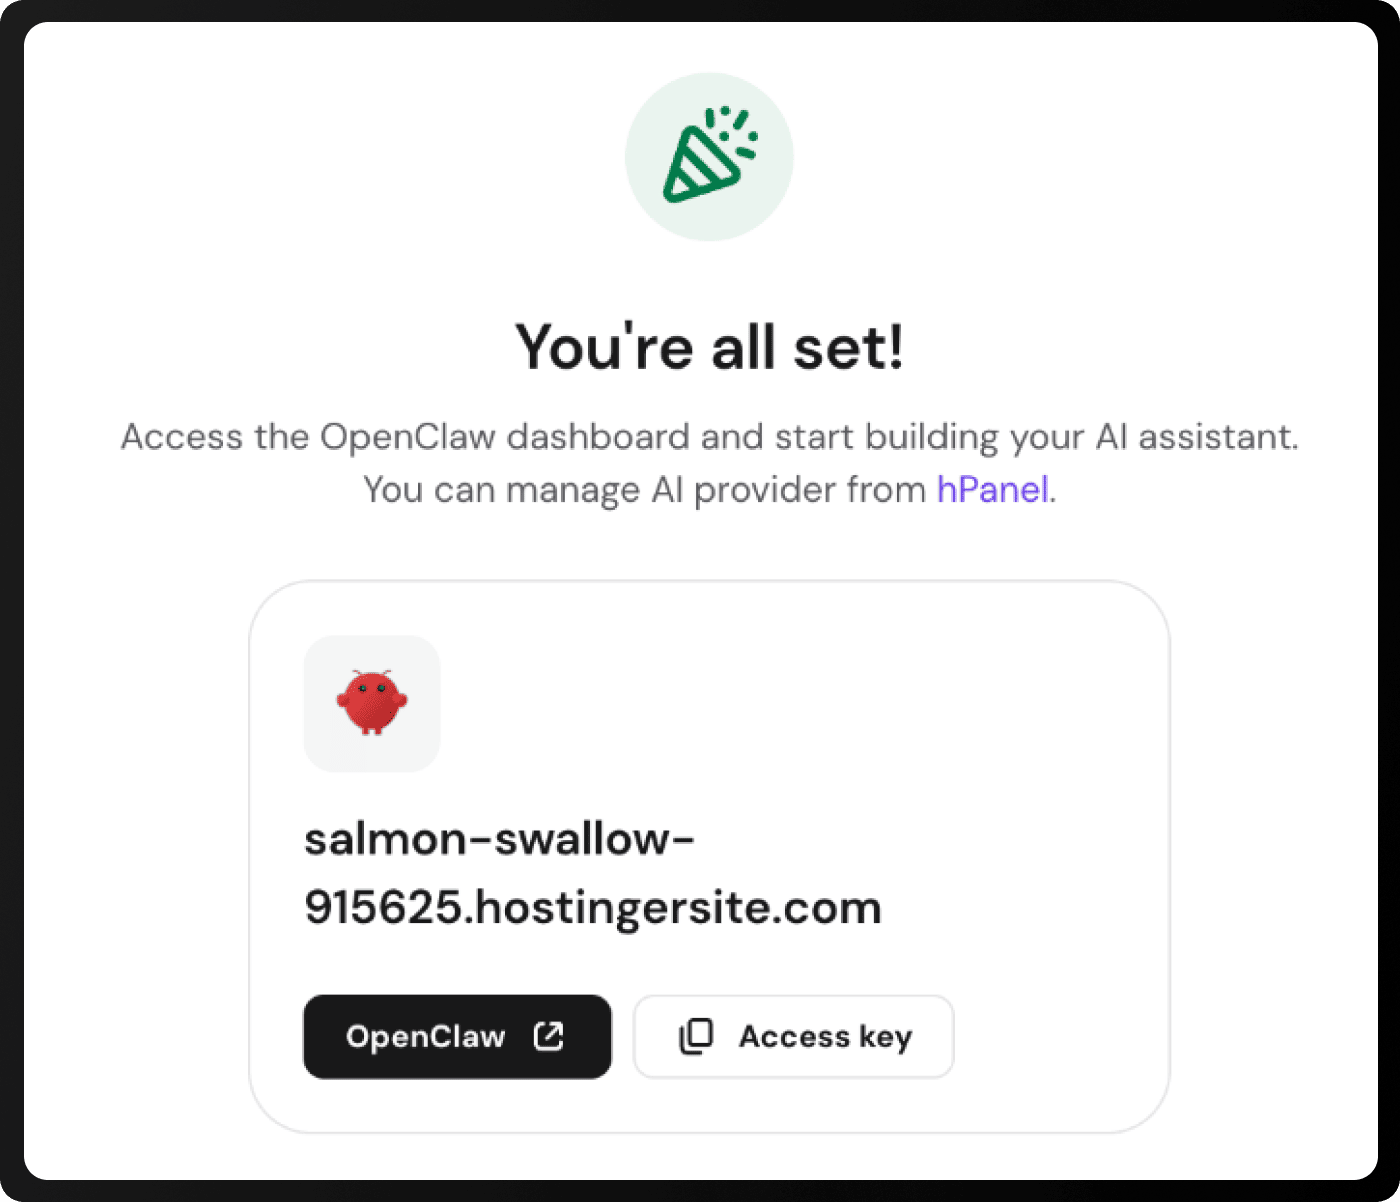 You're all set!
Access the OpenClaw dashboard and start building your AI assistant.
You can manage AI provider from hPanel.
salmon-swallow-
915625.hostingersite.com
OpenClaw
Access key